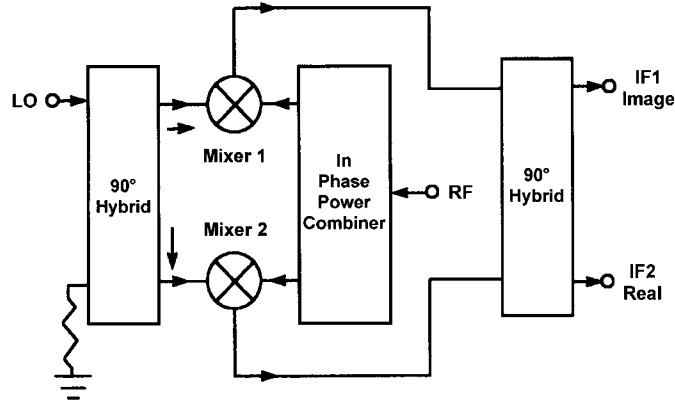 LO
90°
Hybrid
Mixer 1
Mixer 2
In
Phase
Power
Combiner
RF
90°
Hybrid
IF1
Image
IF2
Real